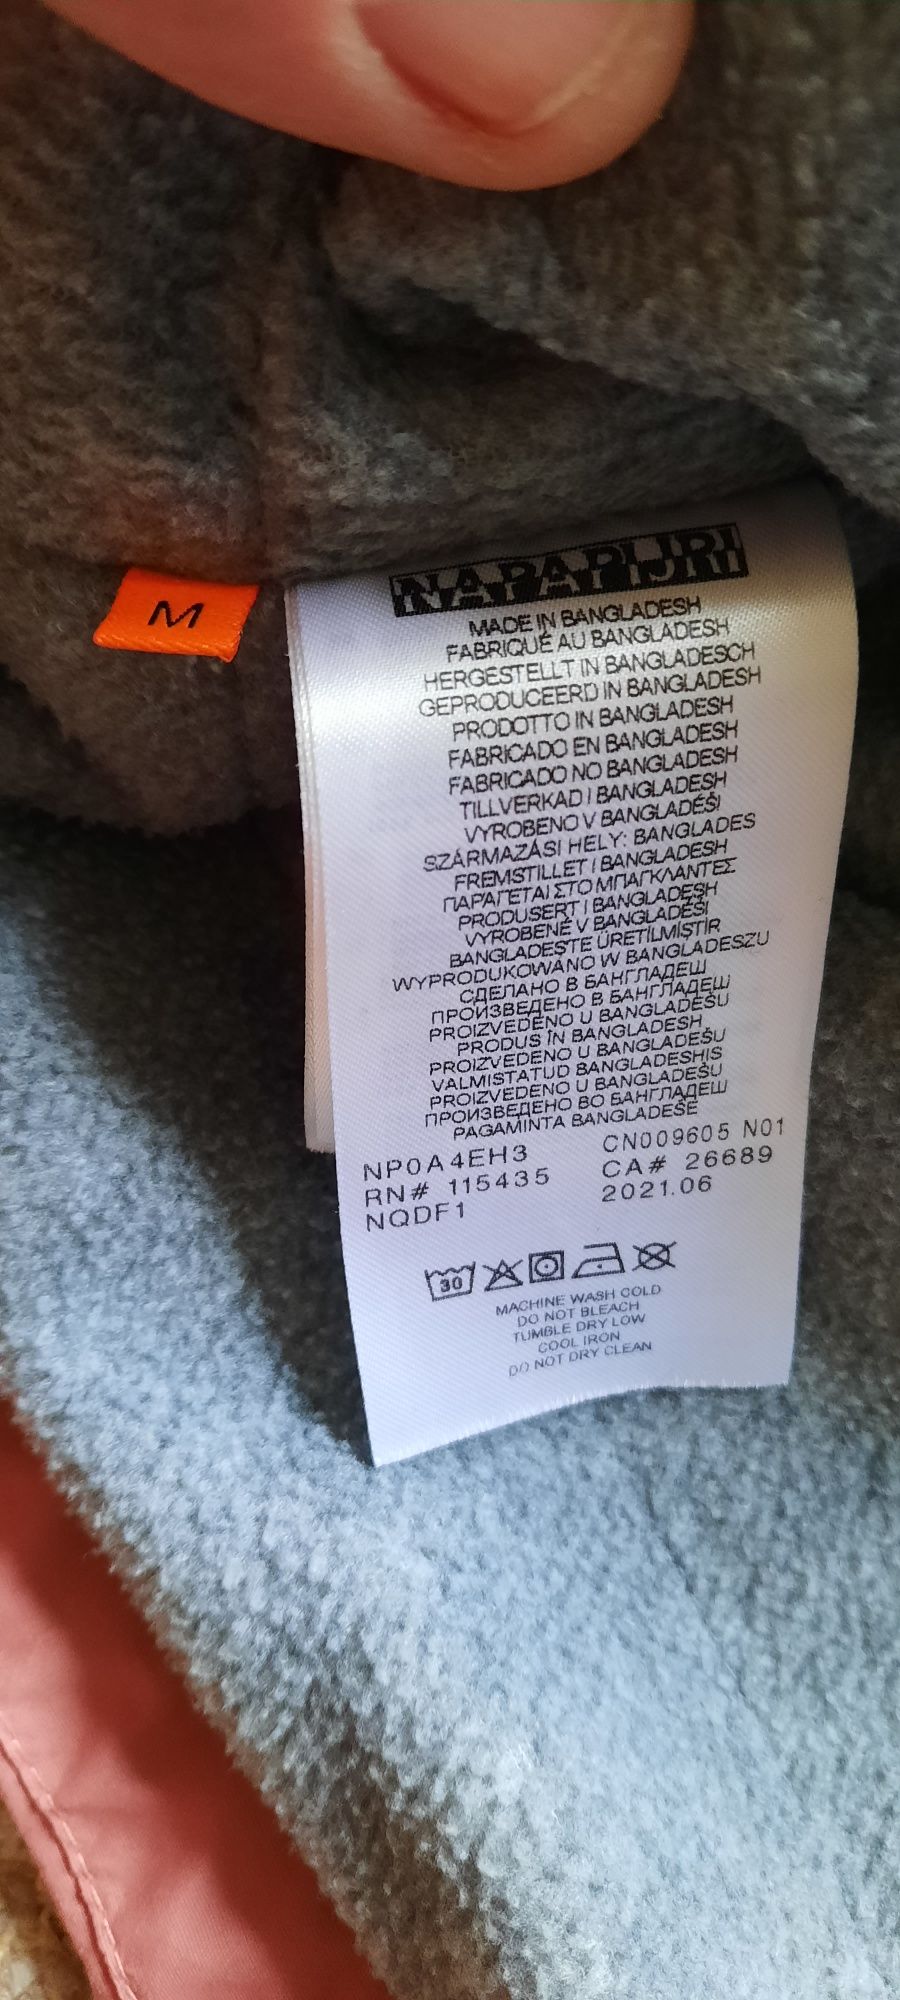 NAPAPIJRI
M
MADE IN BANGLADESH
FABRIQUÉ AU BANGLADESH
HERGESTELLT IN BANGLADESCH
GEPRODUCEERD IN BANGLADESH
PRODOTTO IN BANGLADESH
FABRICADO EN BANGLADESH
FABRICADO NO BANGLADESH
TILLVERKAD I BANGLADESH
VYROBENO V BANGLADÉŠI
SZÁRMAZÁSI HELY: BANGLADES
FREMSTILLET I BANGLADESH
ΠΑΡΑΓΕΤΑΙ ΣΤΟ ΜΠΑΓΚΛΑΝΤΕΣ
PRODUSERT I BANGLADESH
VYROBENÉ V BANGLADÉŠI
BANGLADEŞTE ÜRETİLMİŞTİR
WYPRODUKOWANO W BANGLADESZU
СДЕЛАНО В БАНГЛАДЕШ
ПРОИЗВЕДЕНО В БАНГЛАДЕШ
PROIZVEDENO U BANGLADEŠU
PRODUS ÎN BANGLADESH
PROIZVEDENO U BANGLADEŠU
VALMISTATUD BANGLADESHIS
PROIZVEDENO U BANGLADEŠU
ПРОИЗВЕДЕНО ВО БАНГЛАДЕШ
PAGAMINTA BANGLADEŠE
NP0A4EH3 CN009605 N01
RN# 115435 CA# 26689
NQDF1 2021.06
30
MACHINE WASH COLD
DO NOT BLEACH
TUMBLE DRY LOW
COOL IRON
DO NOT DRY CLEAN